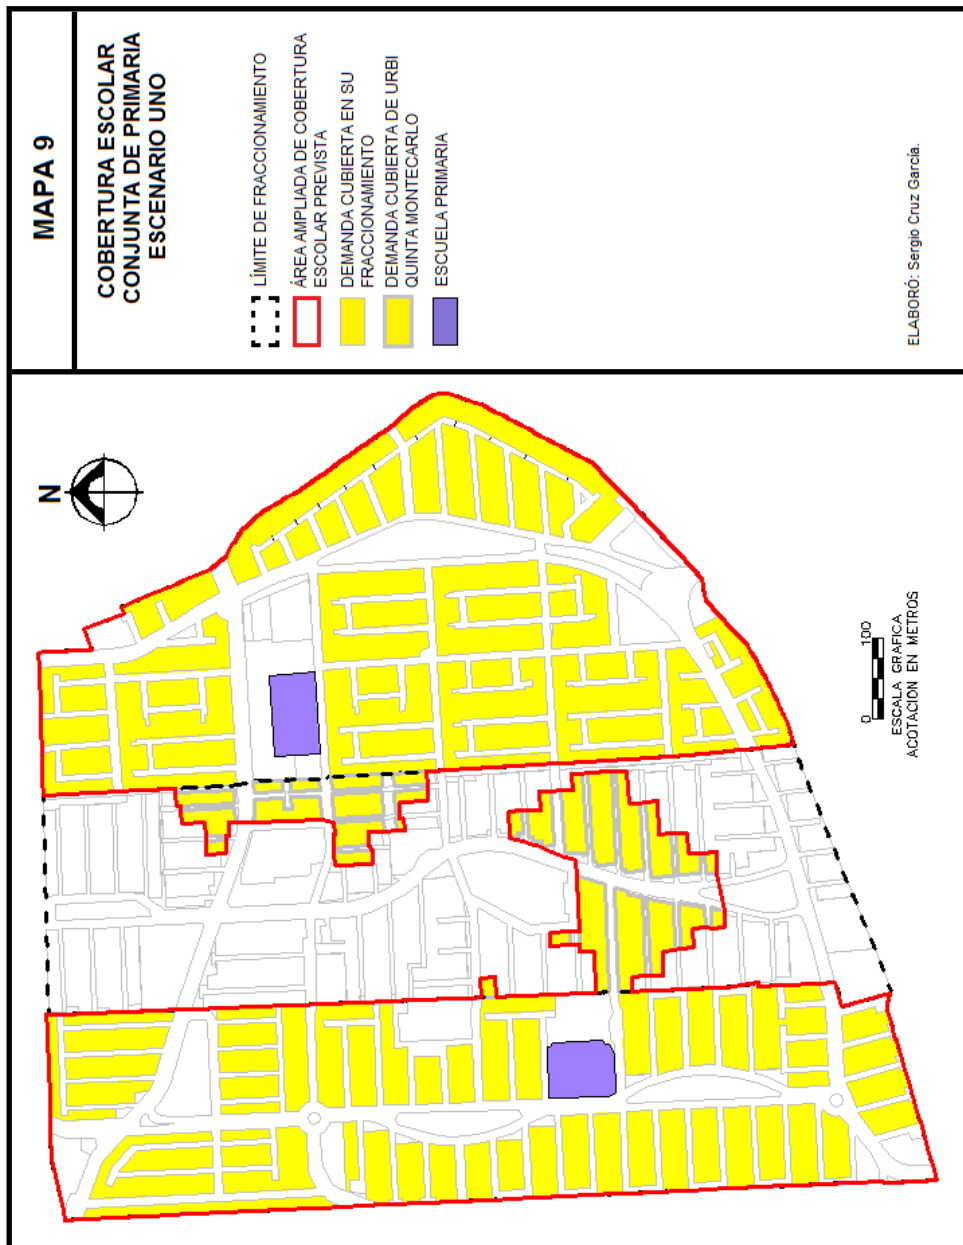 MAPA 9
COBERTURA ESCOLAR
CONJUNTA DE PRIMARIA
ESCENARIO UNO
LÍMITE DE FRACCIONAMIENTO
ÁREA AMPLIADA DE COBERTURA
ESCOLAR PREVISTA
DEMANDA CUBIERTA EN SU
FRACCIONAMIENTO
DEMANDA CUBIERTA DE URBI
QUINTA MONTECARLO
ESCUELA PRIMARIA
ELABORÓ: Sergio Cruz García.
N
0 100
ESCALA GRAFICA
ACOTACION EN METROS